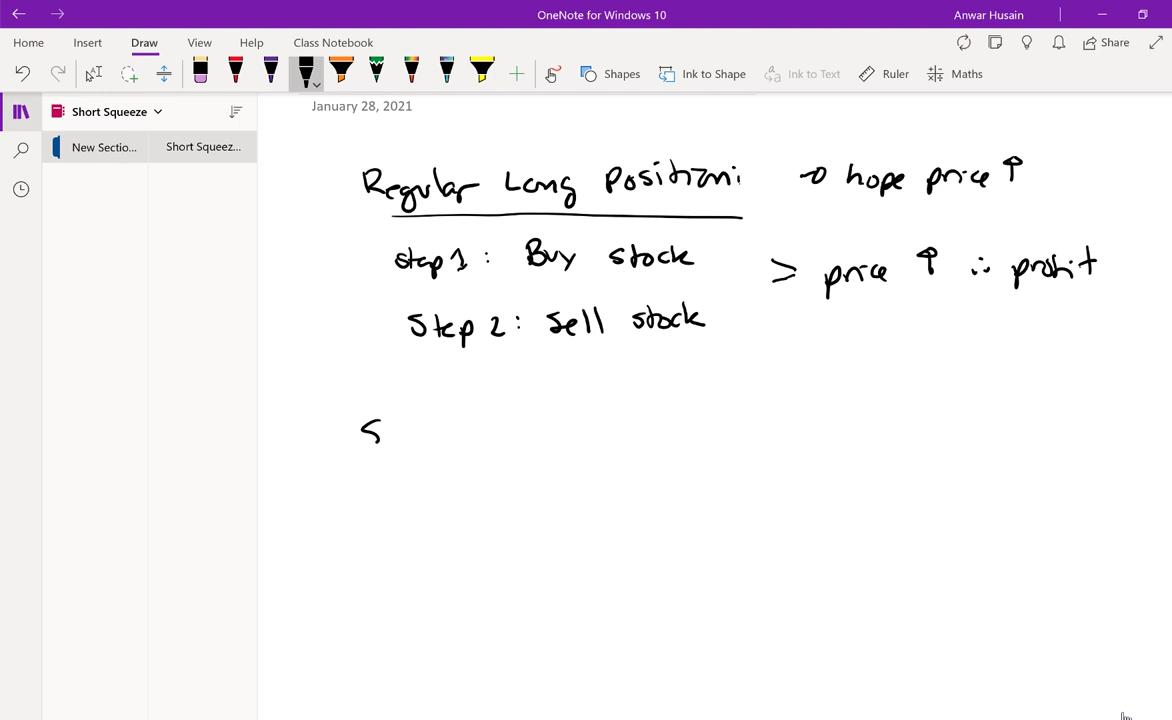 OneNote for Windows 10
Anwar Husain
Home Insert Draw View Help Class Notebook
Share
Shapes Ink to Shape Ink to Text Ruler Maths
Short Squeeze
New Sectio... Short Squeez...
January 28, 2021
Regular Long Position: → hope price ↑
step 1: Buy stock
> price ↑ ∴ profit
Step 2: Sell stock
S